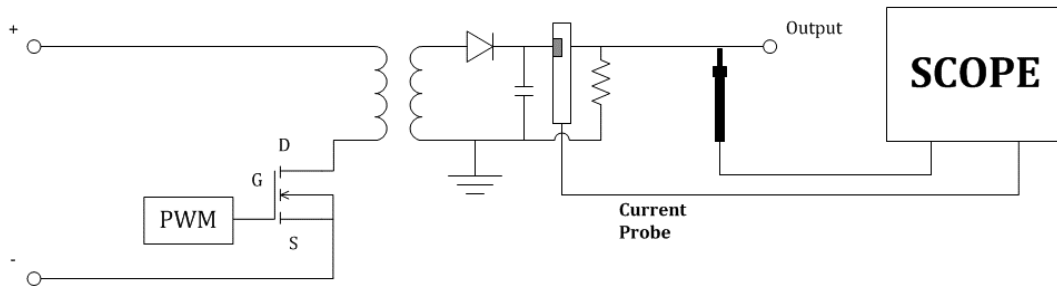 +
Output
SCOPE
D
G
PWM
S
Current
Probe
-